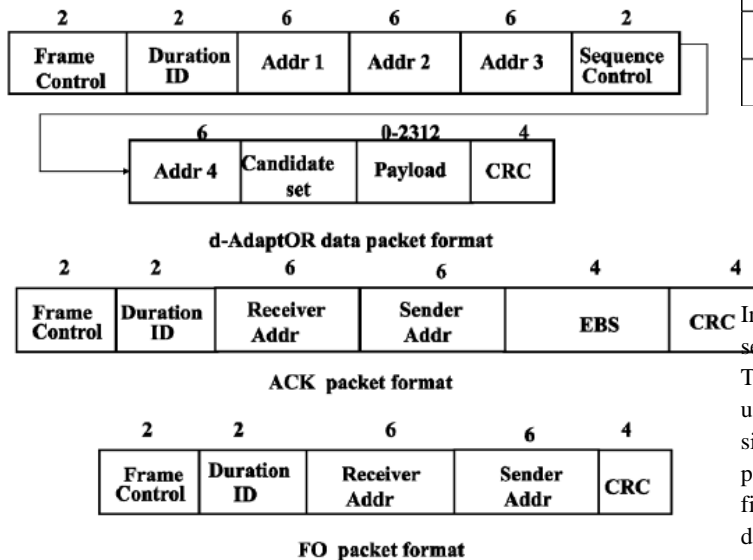 2 2 6 6 6 2
Frame Control Duration ID Addr 1 Addr 2 Addr 3 Sequence Control
6 0-2312 4
Addr 4 Candidate set Payload CRC
d-AdaptOR data packet format
2 2 6 6 4 4
Frame Control Duration ID Receiver Addr Sender Addr EBS CRC
ACK packet format
2 2 6 6 4
Frame Control Duration ID Receiver Addr Sender Addr CRC
FO packet format